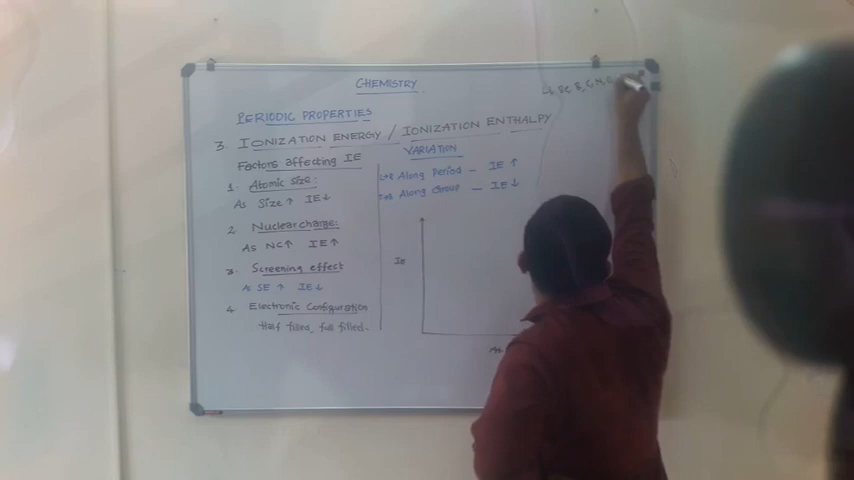 CHEMISTRY
Li, Be, B, C, N, O,
PERIODIC PROPERTIES
3. IONIZATION ENERGY / IONIZATION ENTHALPY
Factors affecting IE
1. Atomic size:
As Size ↑ IE↓
2. Nuclear charge:
As NC↑ IE↑
3. Screening effect
As SE ↑ IE↓
4. Electronic Configuration
Half filled, full filled.
VARIATION
L→R Along Period - IE ↑
T→B Along Group - IE ↓
IE